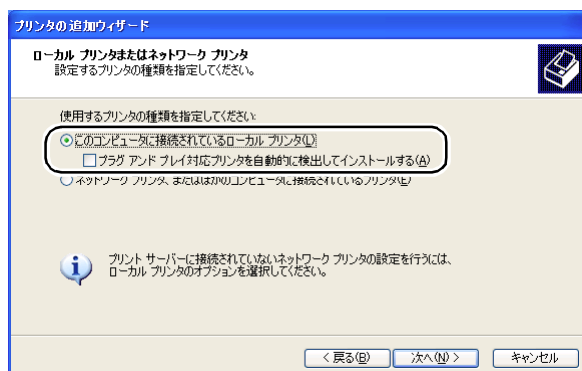 プリンタの追加ウィザード
ローカル プリンタまたはネットワーク プリンタ
設定するプリンタの種類を指定してください。
使用するプリンタの種類を指定してください:
このコンピュータに接続されているローカル プリンタ(L)
プラグ アンド プレイ対応プリンタを自動的に検出してインストールする(A)
ネットワーク プリンタ、またはほかのコンピュータに接続されているプリンタ(E)
プリント サーバーに接続されていないネットワーク プリンタの設定を行うには、
ローカル プリンタのオプションを選択してください。
< 戻る(B) 次へ(N) > キャンセル